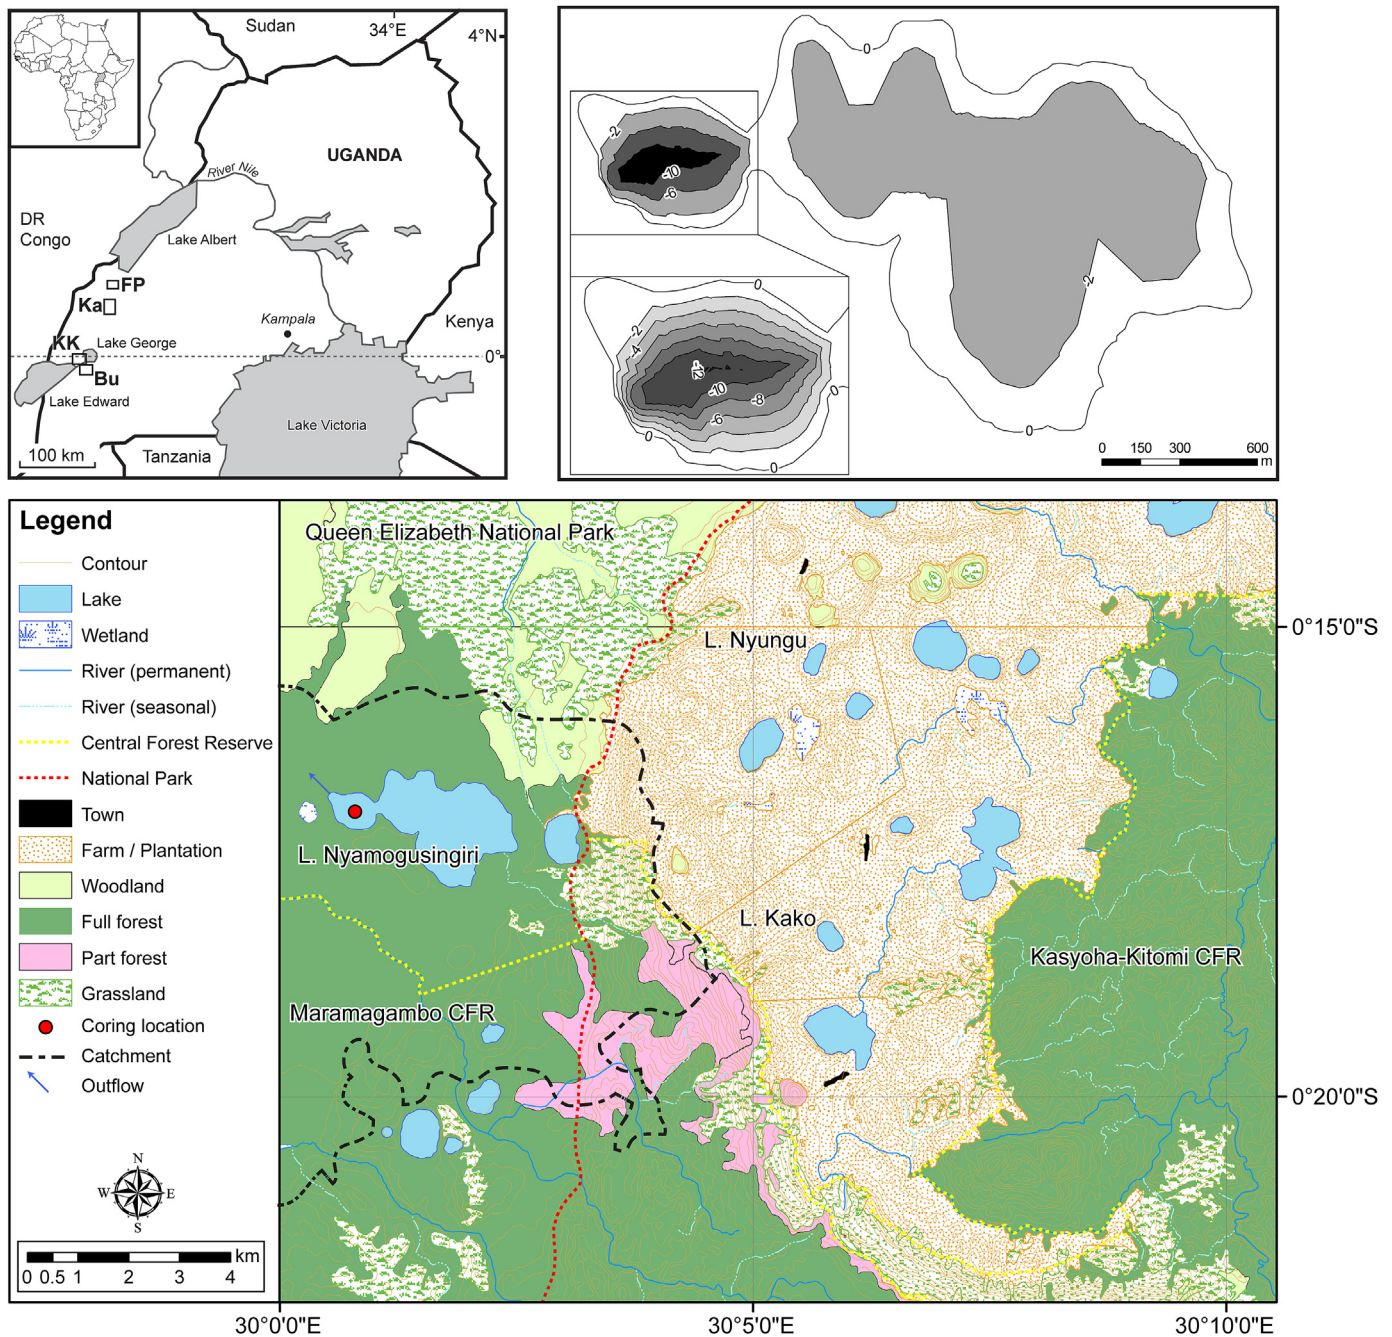 Sudan
34°E
4°N
River Nile
UGANDA
DR
Congo
Lake Albert
FP
Ka
Kampala
Kenya
KK
Lake George
0°
Bu
Lake Edward
Lake Victoria
100 km
Tanzania
0
-2
-10
-6
-2
0
0
-2
-4
-12
-10
-8
-6
0
0
0
0
0 150 300 600
m
Legend
Contour
Lake
Wetland
River (permanent)
River (seasonal)
Central Forest Reserve
National Park
Town
Farm / Plantation
Woodland
Full forest
Part forest
Grassland
Coring location
Catchment
Outflow
N
W E
S
km
0 0.5 1 2 3 4
Queen Elizabeth National Park
L. Nyungu
L. Nyamogusingiri
L. Kako
Kasyoha-Kitomi CFR
Maramagambo CFR
0°15'0"S
0°20'0"S
30°0'0"E
30°5'0"E
30°10'0"E